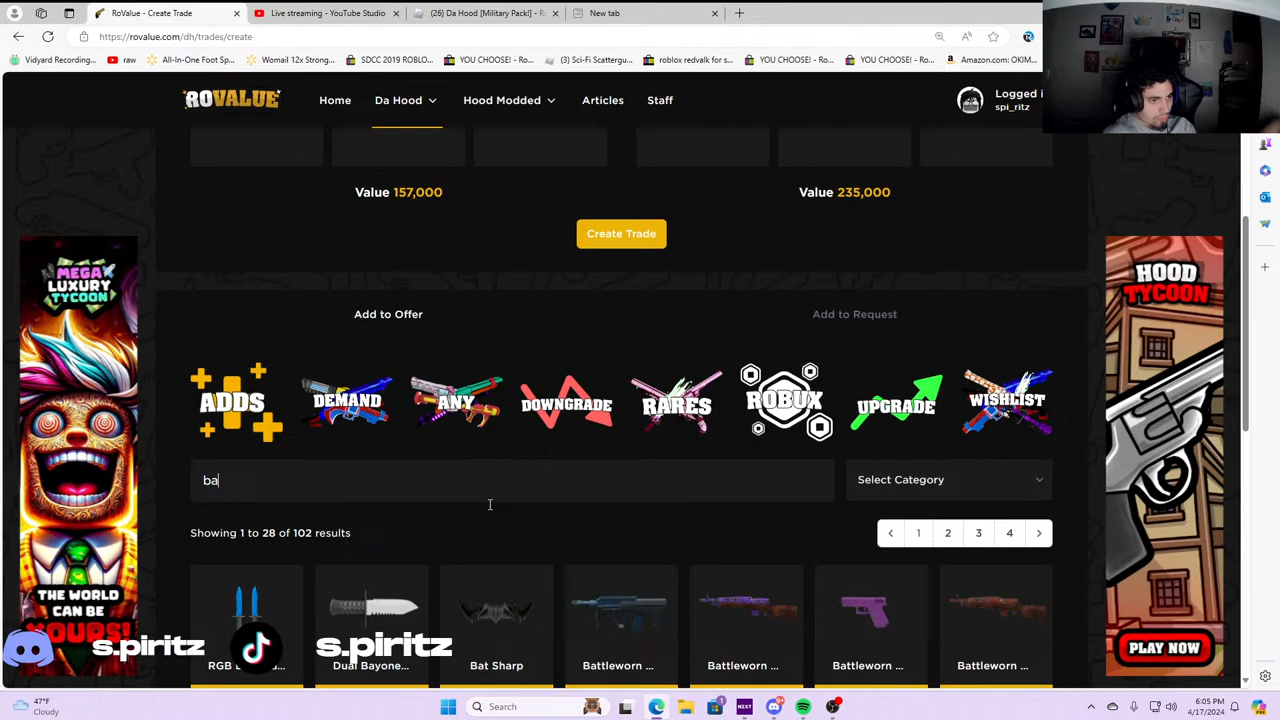 RoValue - Create Trade
Live streaming - YouTube Studio
(26) Da Hood [Military Pack!] - R
New tab
https://rovalue.com/dh/trades/create
Vidyard Recording...
raw
All-In-One Foot Sp...
Womail 12x Strong...
SDCC 2019 ROBLO...
YOU CHOOSE! - Ro...
(3) Sci-Fi Scattergu...
roblox redvalk for s...
YOU CHOOSE! - Ro...
YOU CHOOSE! - Ro...
Amazon.com: OKIM...
ROVALUE
Home
Da Hood
Hood Modded
Articles
Staff
Logged i
spi_ritz
Value 157,000
Value 235,000
Create Trade
Add to Offer
Add to Request
ADDS
DEMAND
ANY
DOWNGRADE
RARES
ROBUX
UPGRADE
WISHLIST
ba
Select Category
Showing 1 to 28 of 102 results
1
2
3
4
MEGA
LUXURY
TYCOON
THE WORLD
CAN BE
YOURS!
HOOD
TYCOON
PLAY NOW
s.piritz
s.piritz
Dual Bayone...
Bat Sharp
Battleworn ...
Battleworn ...
Battleworn ...
Battleworn ...
47°F
Cloudy
Search
NZXT
6:05 PM
4/17/2024